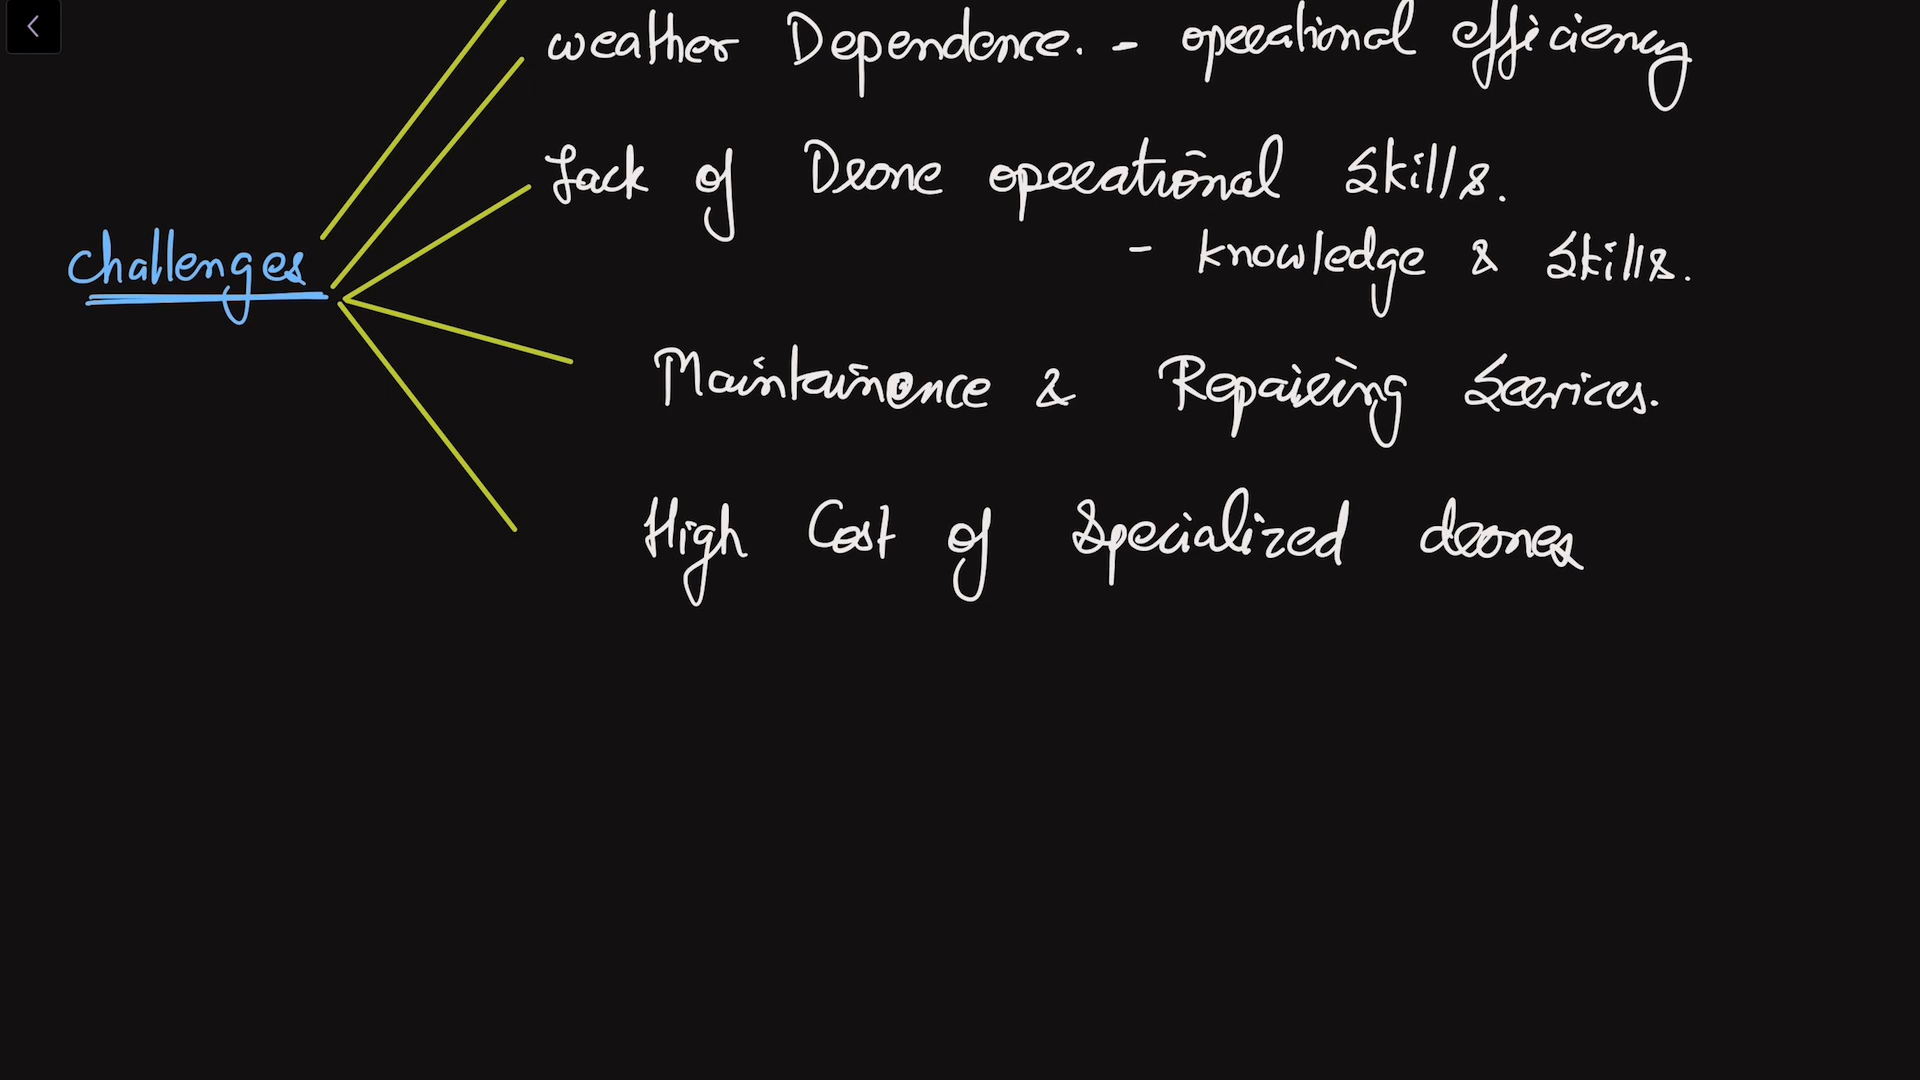 weather Dependence. - operational efficiency
Lack of Drone operational Skills.
- knowledge & Skills.
Challenges
Maintainence & Repairing Services.
High Cost of Specialized drones